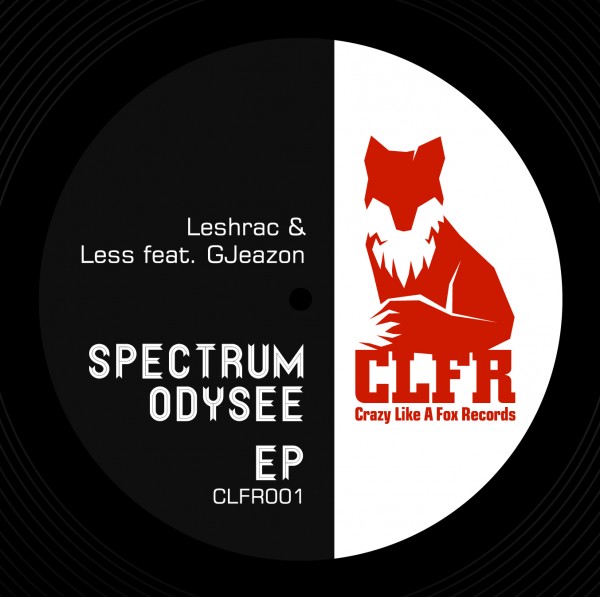 Leshrac &
Less feat. GJeazon
SPECTRUM
ODYSEE
EP
CLFR001
CLFR
Crazy Like A Fox Records